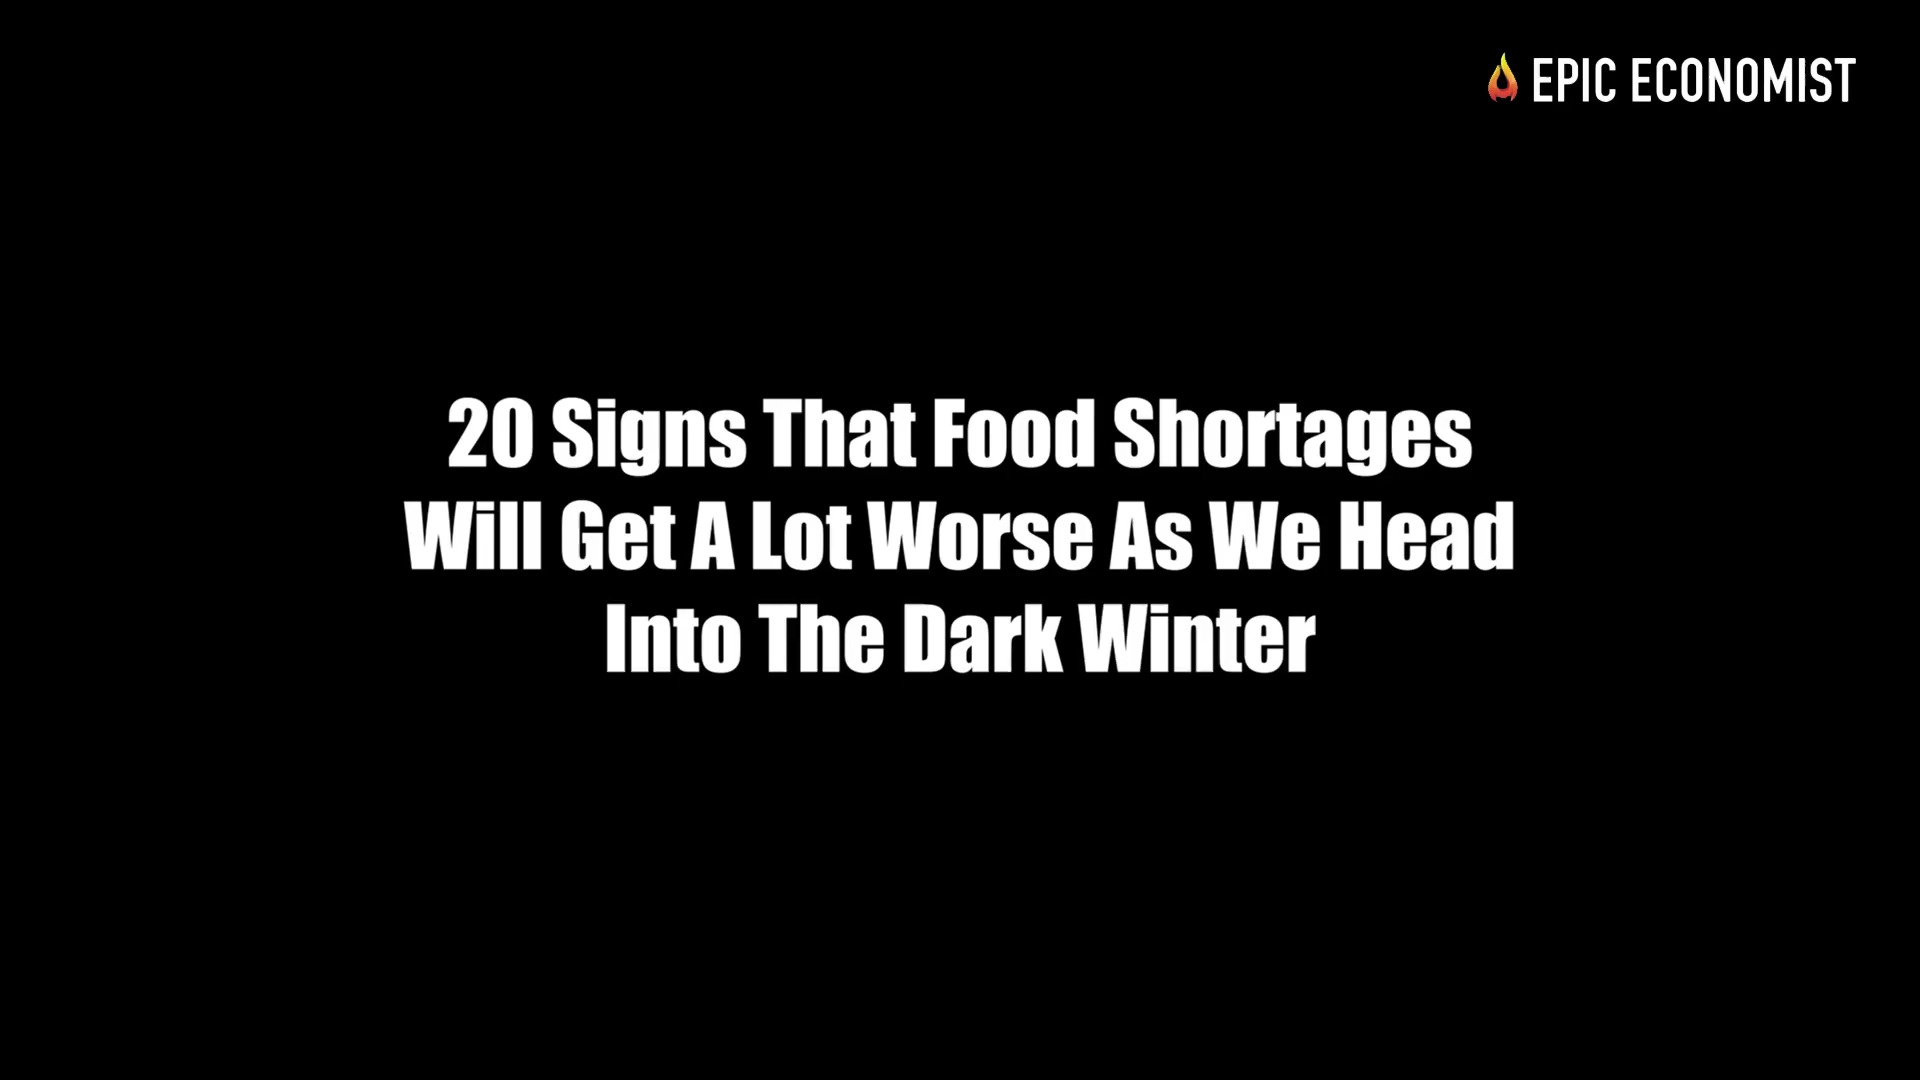 EPIC ECONOMIST
20 Signs That Food Shortages
Will Get A Lot Worse As We Head
Into The Dark Winter